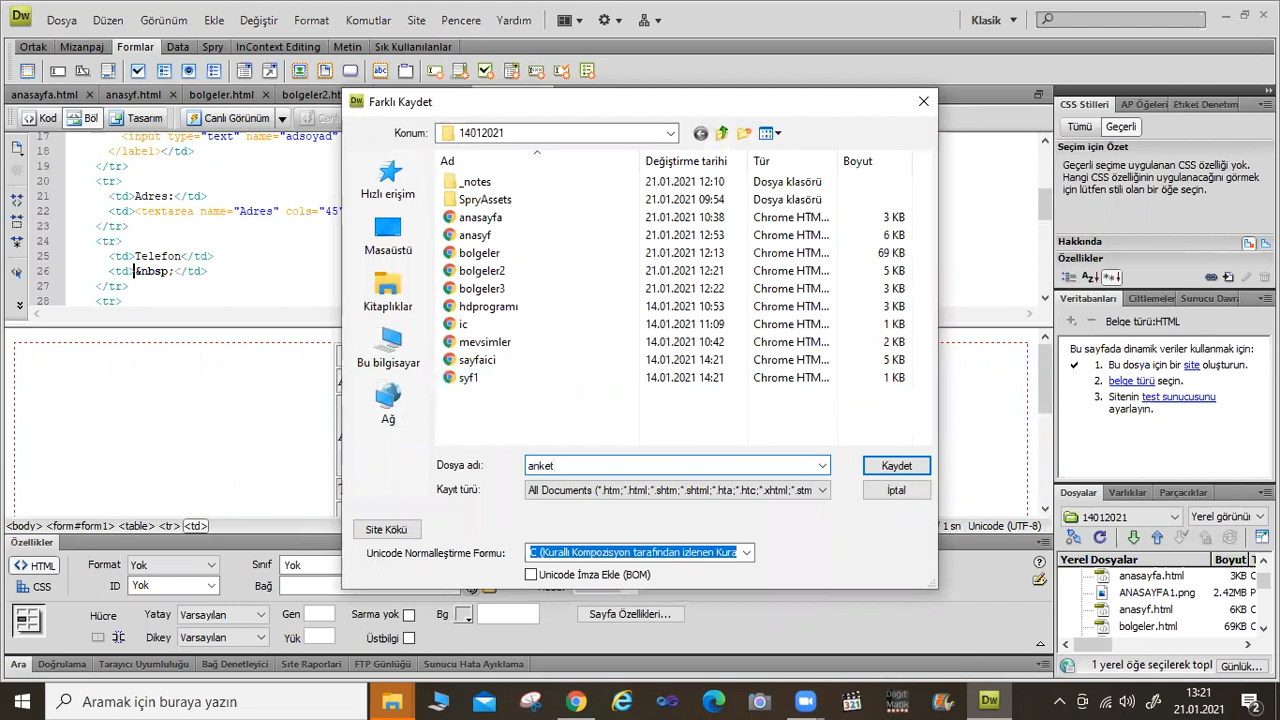 Dw Dosya Düzen Görünüm Ekle Değiştir Format Komutlar Site Pencere Yardım Klasik
Ortak Mizanpaj Formlar Data Spry InContext Editing Metin Sık Kullanılanlar
anasayfa.html anasyf.html bolgeler.html bolgeler2.h
Kod Böl Tasarım Canlı Görünüm
17 <input type="text" name="adsoyad"
18 </label></td>
19 </tr>
20 <tr>
21 <td>Adres:</td>
22 <td><textarea name="Adres" cols="45"
23 </tr>
24 <tr>
25 <td>Telefon</td>
26 <td>&nbsp;</td>
27 </tr>
28 <tr>
Dw Farklı Kaydet
Konum: 14012021
Ad Değiştirme tarihi Tür Boyut
_notes 21.01.2021 12:10 Dosya klasörü
SpryAssets 21.01.2021 09:54 Dosya klasörü
anasayfa 21.01.2021 10:38 Chrome HTM... 3 KB
anasyf 21.01.2021 12:53 Chrome HTM... 6 KB
bolgeler 21.01.2021 12:13 Chrome HTM... 69 KB
bolgeler2 21.01.2021 12:21 Chrome HTM... 5 KB
bolgeler3 21.01.2021 12:22 Chrome HTM... 3 KB
hdprogramı 14.01.2021 10:53 Chrome HTM... 3 KB
ic 14.01.2021 11:09 Chrome HTM... 1 KB
mevsimler 14.01.2021 10:42 Chrome HTM... 2 KB
sayfaici 14.01.2021 14:21 Chrome HTM... 5 KB
syf1 14.01.2021 14:21 Chrome HTM... 1 KB
Hızlı erişim
Masaüstü
Kitaplıklar
Bu bilgisayar
Ağ
Dosya adı: anket Kaydet
Kayıt türü: All Documents (*.htm;*.html;*.shtm;*.shtml;*.hta;*.htc;*.xhtml;*.stm İptal
Site Kökü
Unicode Normalleştirme Formu: C (Kurallı Kompozisyon tarafından izlenen Kura
Unicode İmza Ekle (BOM)
CSS Stilleri AP Öğeleri Etiket Denetim
Tümü Geçerli
Seçim için Özet
Geçerli seçime uygulanan CSS özelliği yok.
Hangi CSS özelliğinin uygulanacağını görmek
için lütfen stili olan bir öğe seçin.
Hakkında
Özellikler
Veritabanları Ciltlemeler Sunucu Davra
Belge türü:HTML
Bu sayfada dinamik veriler kullanmak için:
1. Bu dosya için bir site oluşturun.
2. belge türü seçin.
3. Sitenin test sunucusunu
ayarlayın.
Dosyalar Varlıklar Parçacıklar
14012021 Yerel görünü
Yerel Dosyalar Boyut
anasayfa.html 3KB
ANASAYFA1.png 2.42MB
anasyf.html 6KB
bolgeler.html 69KB
1 yerel öğe seçilerek topl Günlük...
<body> <form#form1> <table> <tr> <td> / 1 sn Unicode (UTF-8)
Özellikler
HTML Format Yok Sınıf Yok
CSS ID Yok Bağ
Hücre Yatay Varsayılan Gen Sarma yok Bg Sayfa Özellikleri...
Dikey Varsayılan Yük Üstbilgi
Ara Doğrulama Tarayıcı Uyumluluğu Bağ Denetleyici Site Raporlari FTP Günlüğü Sunucu Hata Ayıklama
Aramak için buraya yazın
13:21
21.01.2021